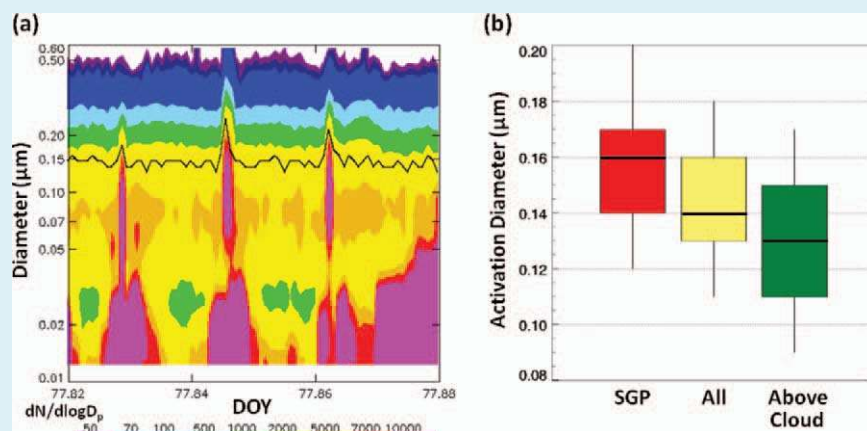 (a)
(b)
Diameter (μm)
0.60
0.50
0.20
0.15
0.10
0.07
0.05
0.02
0.01
77.82
77.84
77.86
77.88
DOY
dN/dlogDp
50 70 100 500 1000 2000 5000 7000 10000
Activation Diameter (μm)
0.20
0.18
0.16
0.14
0.12
0.10
0.08
SGP
All
Above
Cloud